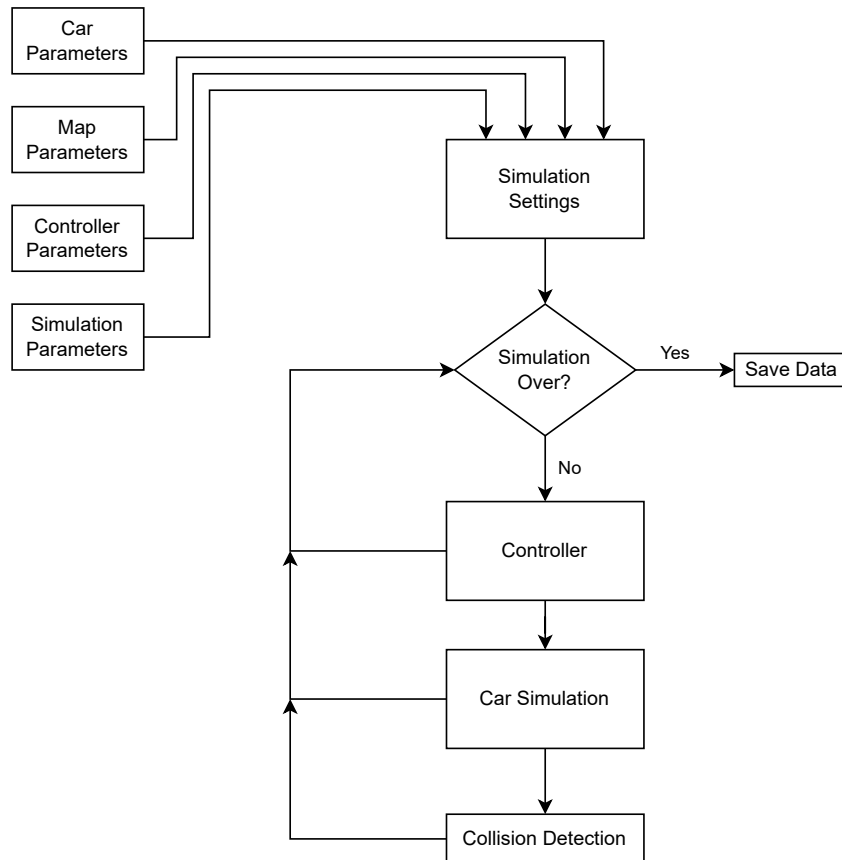 Car
Parameters
Map
Parameters
Controller
Parameters
Simulation
Parameters
Simulation
Settings
Simulation
Over?
Yes
Save Data
No
Controller
Car Simulation
Collision Detection